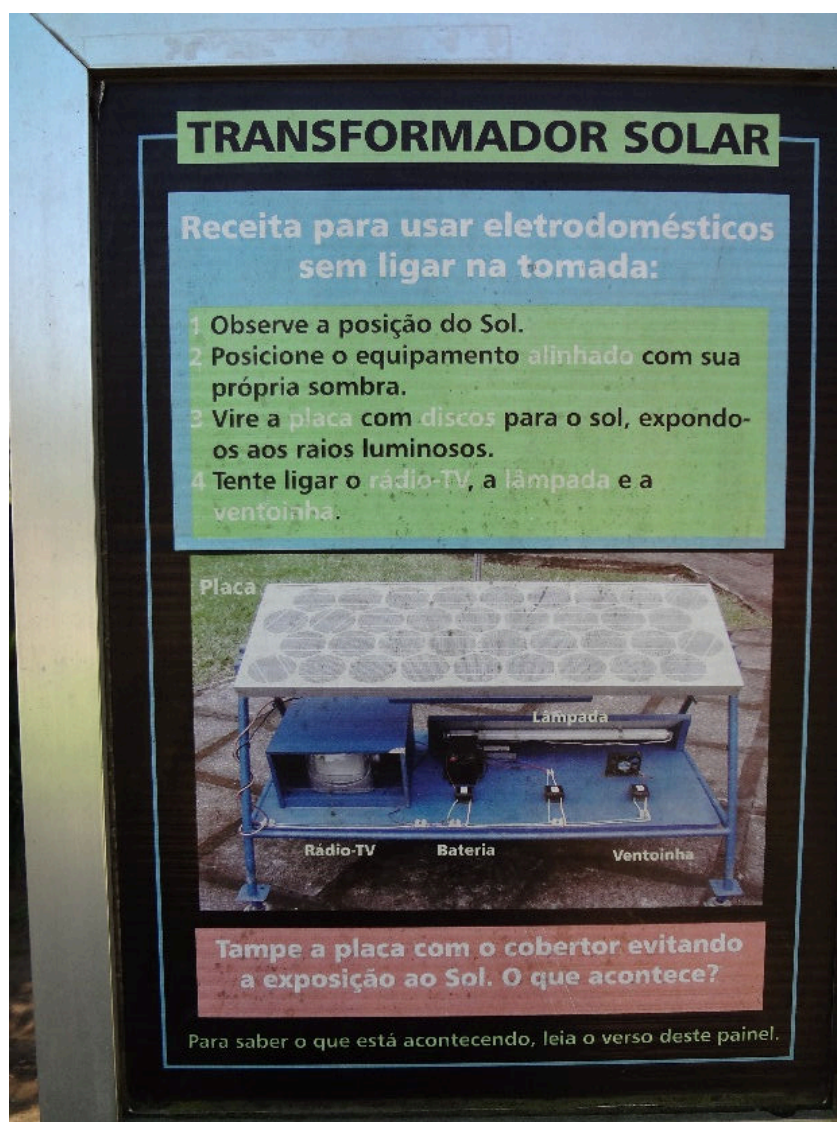 TRANSFORMADOR SOLAR
Receita para usar eletrodomésticos
sem ligar na tomada:
1 Observe a posição do Sol.
2 Posicione o equipamento alinhado com sua
própria sombra.
3 Vire a placa com discos para o sol, expondo-
os aos raios luminosos.
4 Tente ligar o rádio-TV, a lâmpada e a
ventoinha.
Placa
Lâmpada
Rádio-TV
Bateria
Ventoinha
Tampe a placa com o cobertor evitando
a exposição ao Sol. O que acontece?
Para saber o que está acontecendo, leia o verso deste painel.